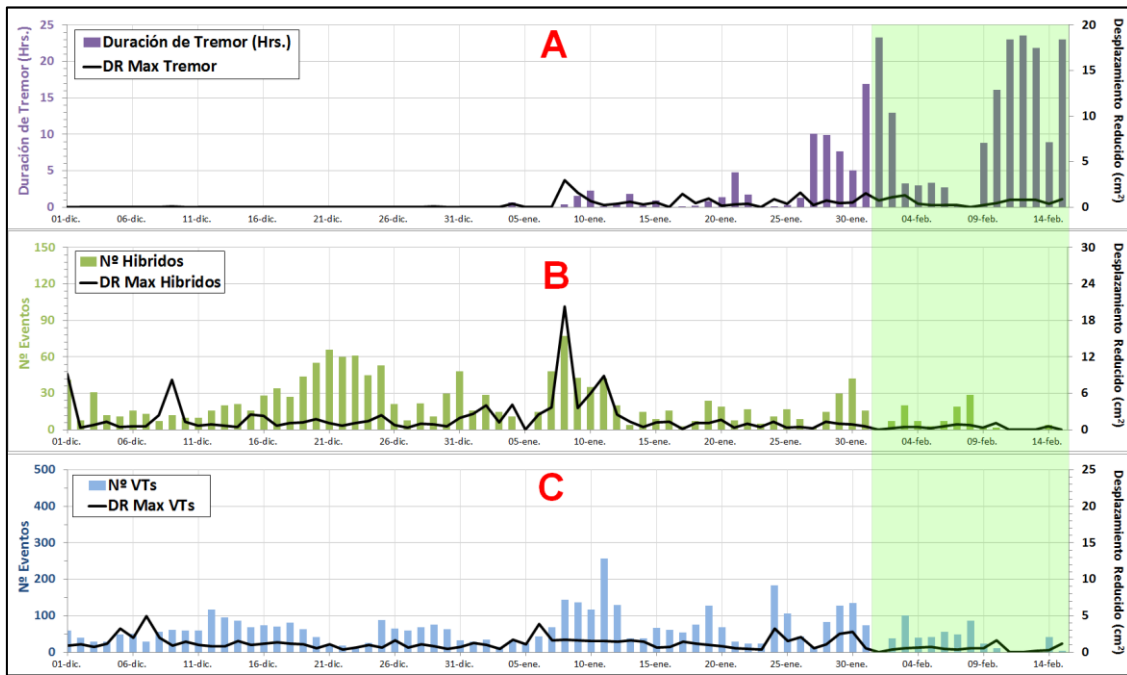 A
Duración de Tremor (Hrs.)
DR Max Tremor
Duración de Tremor (Hrs.)
25
20
15
10
5
0
20
15
10
5
0
Desplazamiento Reducido (cm²)
01-dic. 06-dic. 11-dic. 16-dic. 21-dic. 26-dic. 31-dic. 05-ene. 10-ene. 15-ene. 20-ene. 25-ene. 30-ene. 04-feb. 09-feb. 14-feb.
B
Nº Hibridos
DR Max Hibridos
Nº Eventos
150
120
90
60
30
0
30
24
18
12
6
0
Desplazamiento Reducido (cm²)
01-dic. 06-dic. 11-dic. 16-dic. 21-dic. 26-dic. 31-dic. 05-ene. 10-ene. 15-ene. 20-ene. 25-ene. 30-ene. 04-feb. 09-feb. 14-feb.
C
Nº VTs
DR Max VTs
Nº Eventos
500
400
300
200
100
0
25
20
15
10
5
0
Desplazamiento Reducido (cm²)
01-dic. 06-dic. 11-dic. 16-dic. 21-dic. 26-dic. 31-dic. 05-ene. 10-ene. 15-ene. 20-ene. 25-ene. 30-ene. 04-feb. 09-feb. 14-feb.